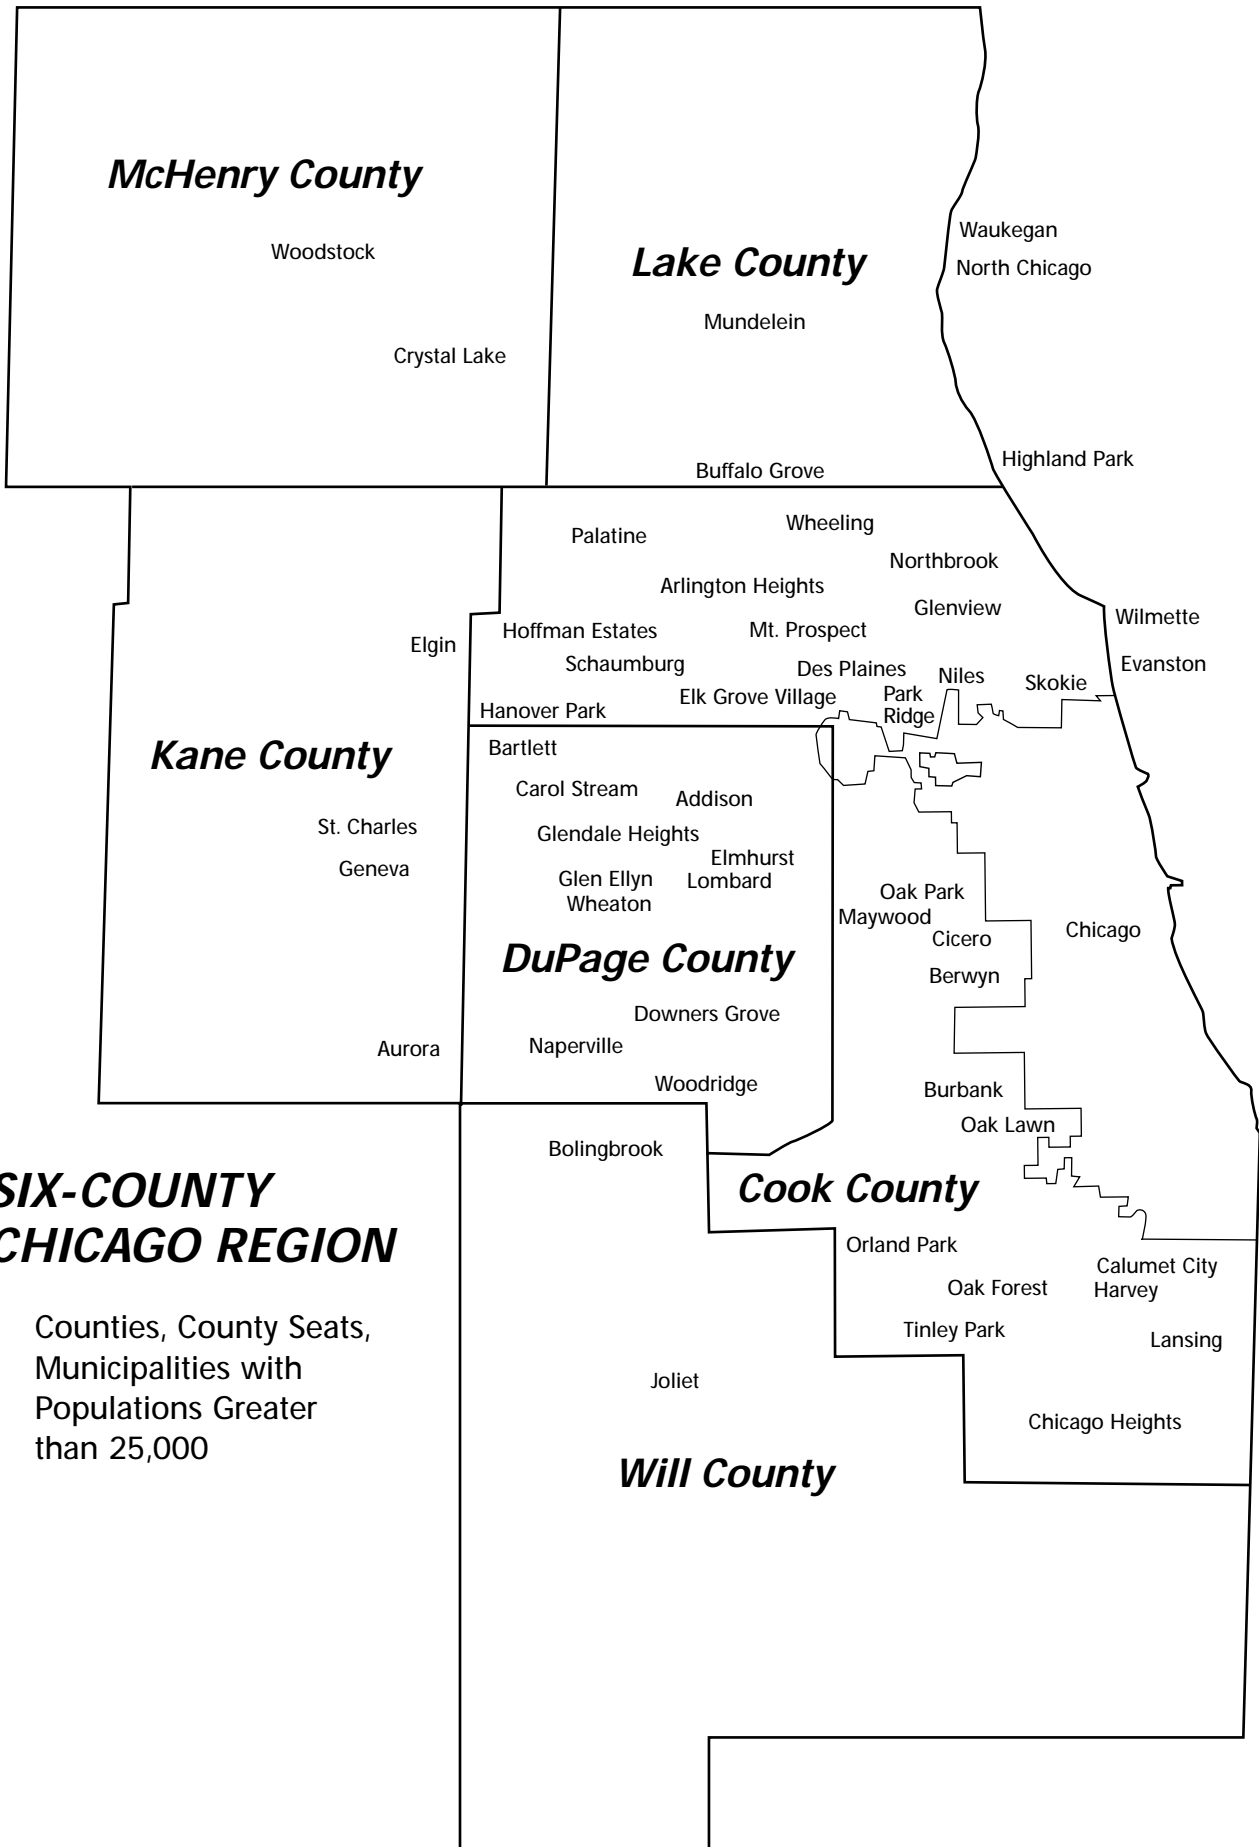 McHenry County
Woodstock
Crystal Lake
Lake County
Waukegan
North Chicago
Mundelein
Buffalo Grove
Highland Park
Palatine
Wheeling
Northbrook
Arlington Heights
Glenview
Wilmette
Elgin
Hoffman Estates
Mt. Prospect
Schaumburg
Des Plaines
Niles
Skokie
Evanston
Elk Grove Village
Park
Ridge
Hanover Park
Kane County
Bartlett
Carol Stream
Addison
St. Charles
Glendale Heights
Elmhurst
Geneva
Glen Ellyn
Lombard
Wheaton
Oak Park
Maywood
Cicero
Chicago
DuPage County
Berwyn
Downers Grove
Aurora
Naperville
Woodridge
Burbank
Oak Lawn
Bolingbrook
Cook County
SIX-COUNTY
CHICAGO REGION
Orland Park
Calumet City
Oak Forest
Harvey
Tinley Park
Lansing
Counties, County Seats,
Municipalities with
Populations Greater
than 25,000
Joliet
Chicago Heights
Will County